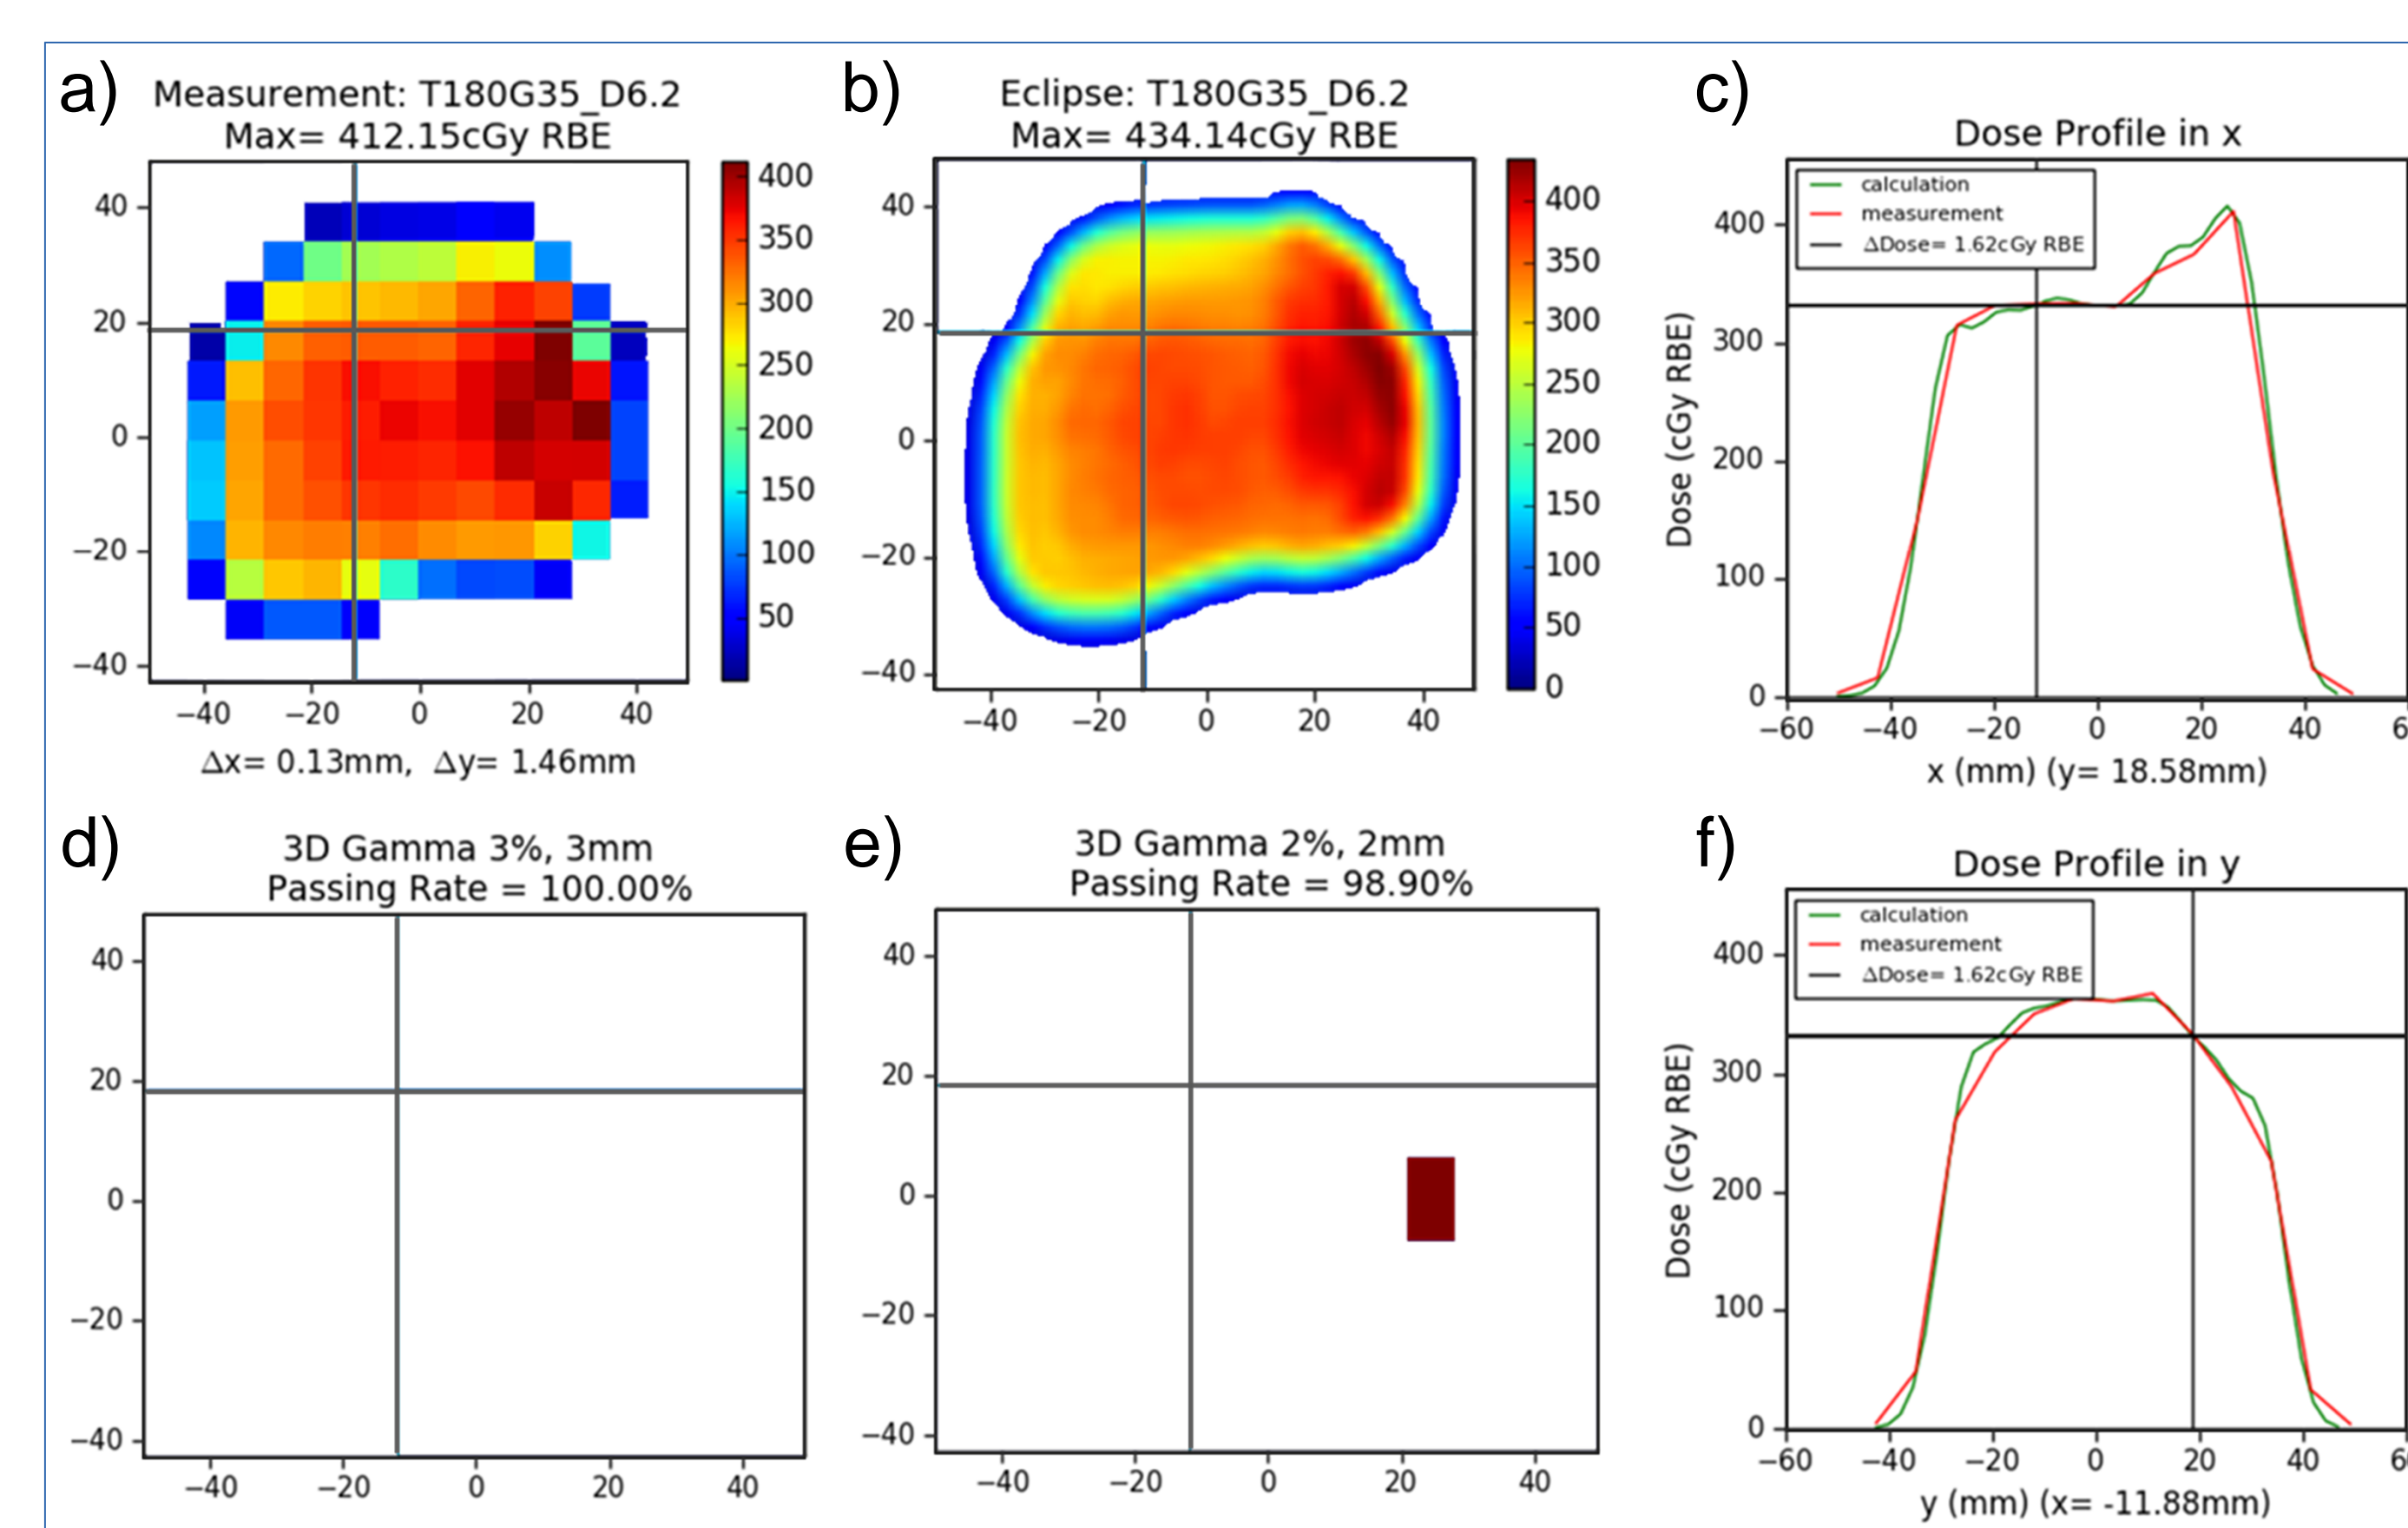 a)
Measurement: T180G35_D6.2
Max= 412.15cGy RBE
40
20
0
−20
−40
−40 −20 0 20 40
400
350
300
250
200
150
100
50
Δx= 0.13mm, Δy= 1.46mm
b)
Eclipse: T180G35_D6.2
Max= 434.14cGy RBE
40
20
0
−20
−40
−40 −20 0 20 40
400
350
300
250
200
150
100
50
0
c)
Dose Profile in x
calculation
measurement
ΔDose= 1.62cGy RBE
Dose (cGy RBE)
400
300
200
100
0
−60 −40 −20 0 20 40 6
x (mm) (y= 18.58mm)
d)
3D Gamma 3%, 3mm
Passing Rate = 100.00%
40
20
0
−20
−40
−40 −20 0 20 40
e)
3D Gamma 2%, 2mm
Passing Rate = 98.90%
40
20
0
−20
−40
−40 −20 0 20 40
f)
Dose Profile in y
calculation
measurement
ΔDose= 1.62cGy RBE
Dose (cGy RBE)
400
300
200
100
0
−60 −40 −20 0 20 40 6
y (mm) (x= -11.88mm)